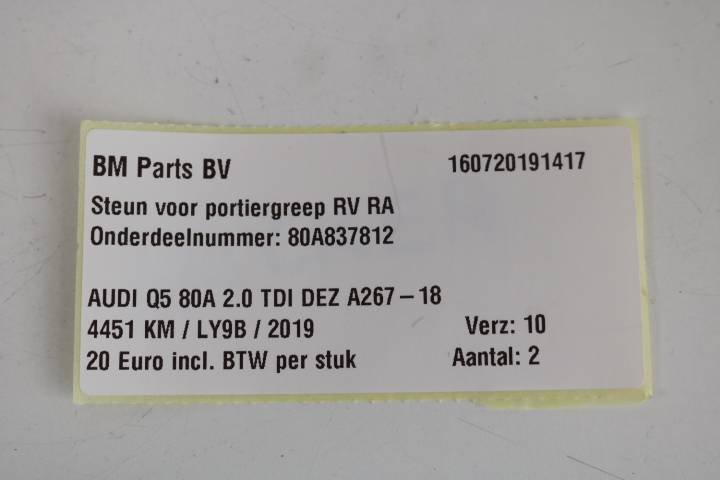 BM Parts BV 160720191417
Steun voor portiergreep RV RA
Onderdeelnummer: 80A837812
AUDI Q5 80A 2.0 TDI DEZ A267-18
4451 KM / LY9B / 2019 Verz: 10
20 Euro incl. BTW per stuk Aantal: 2